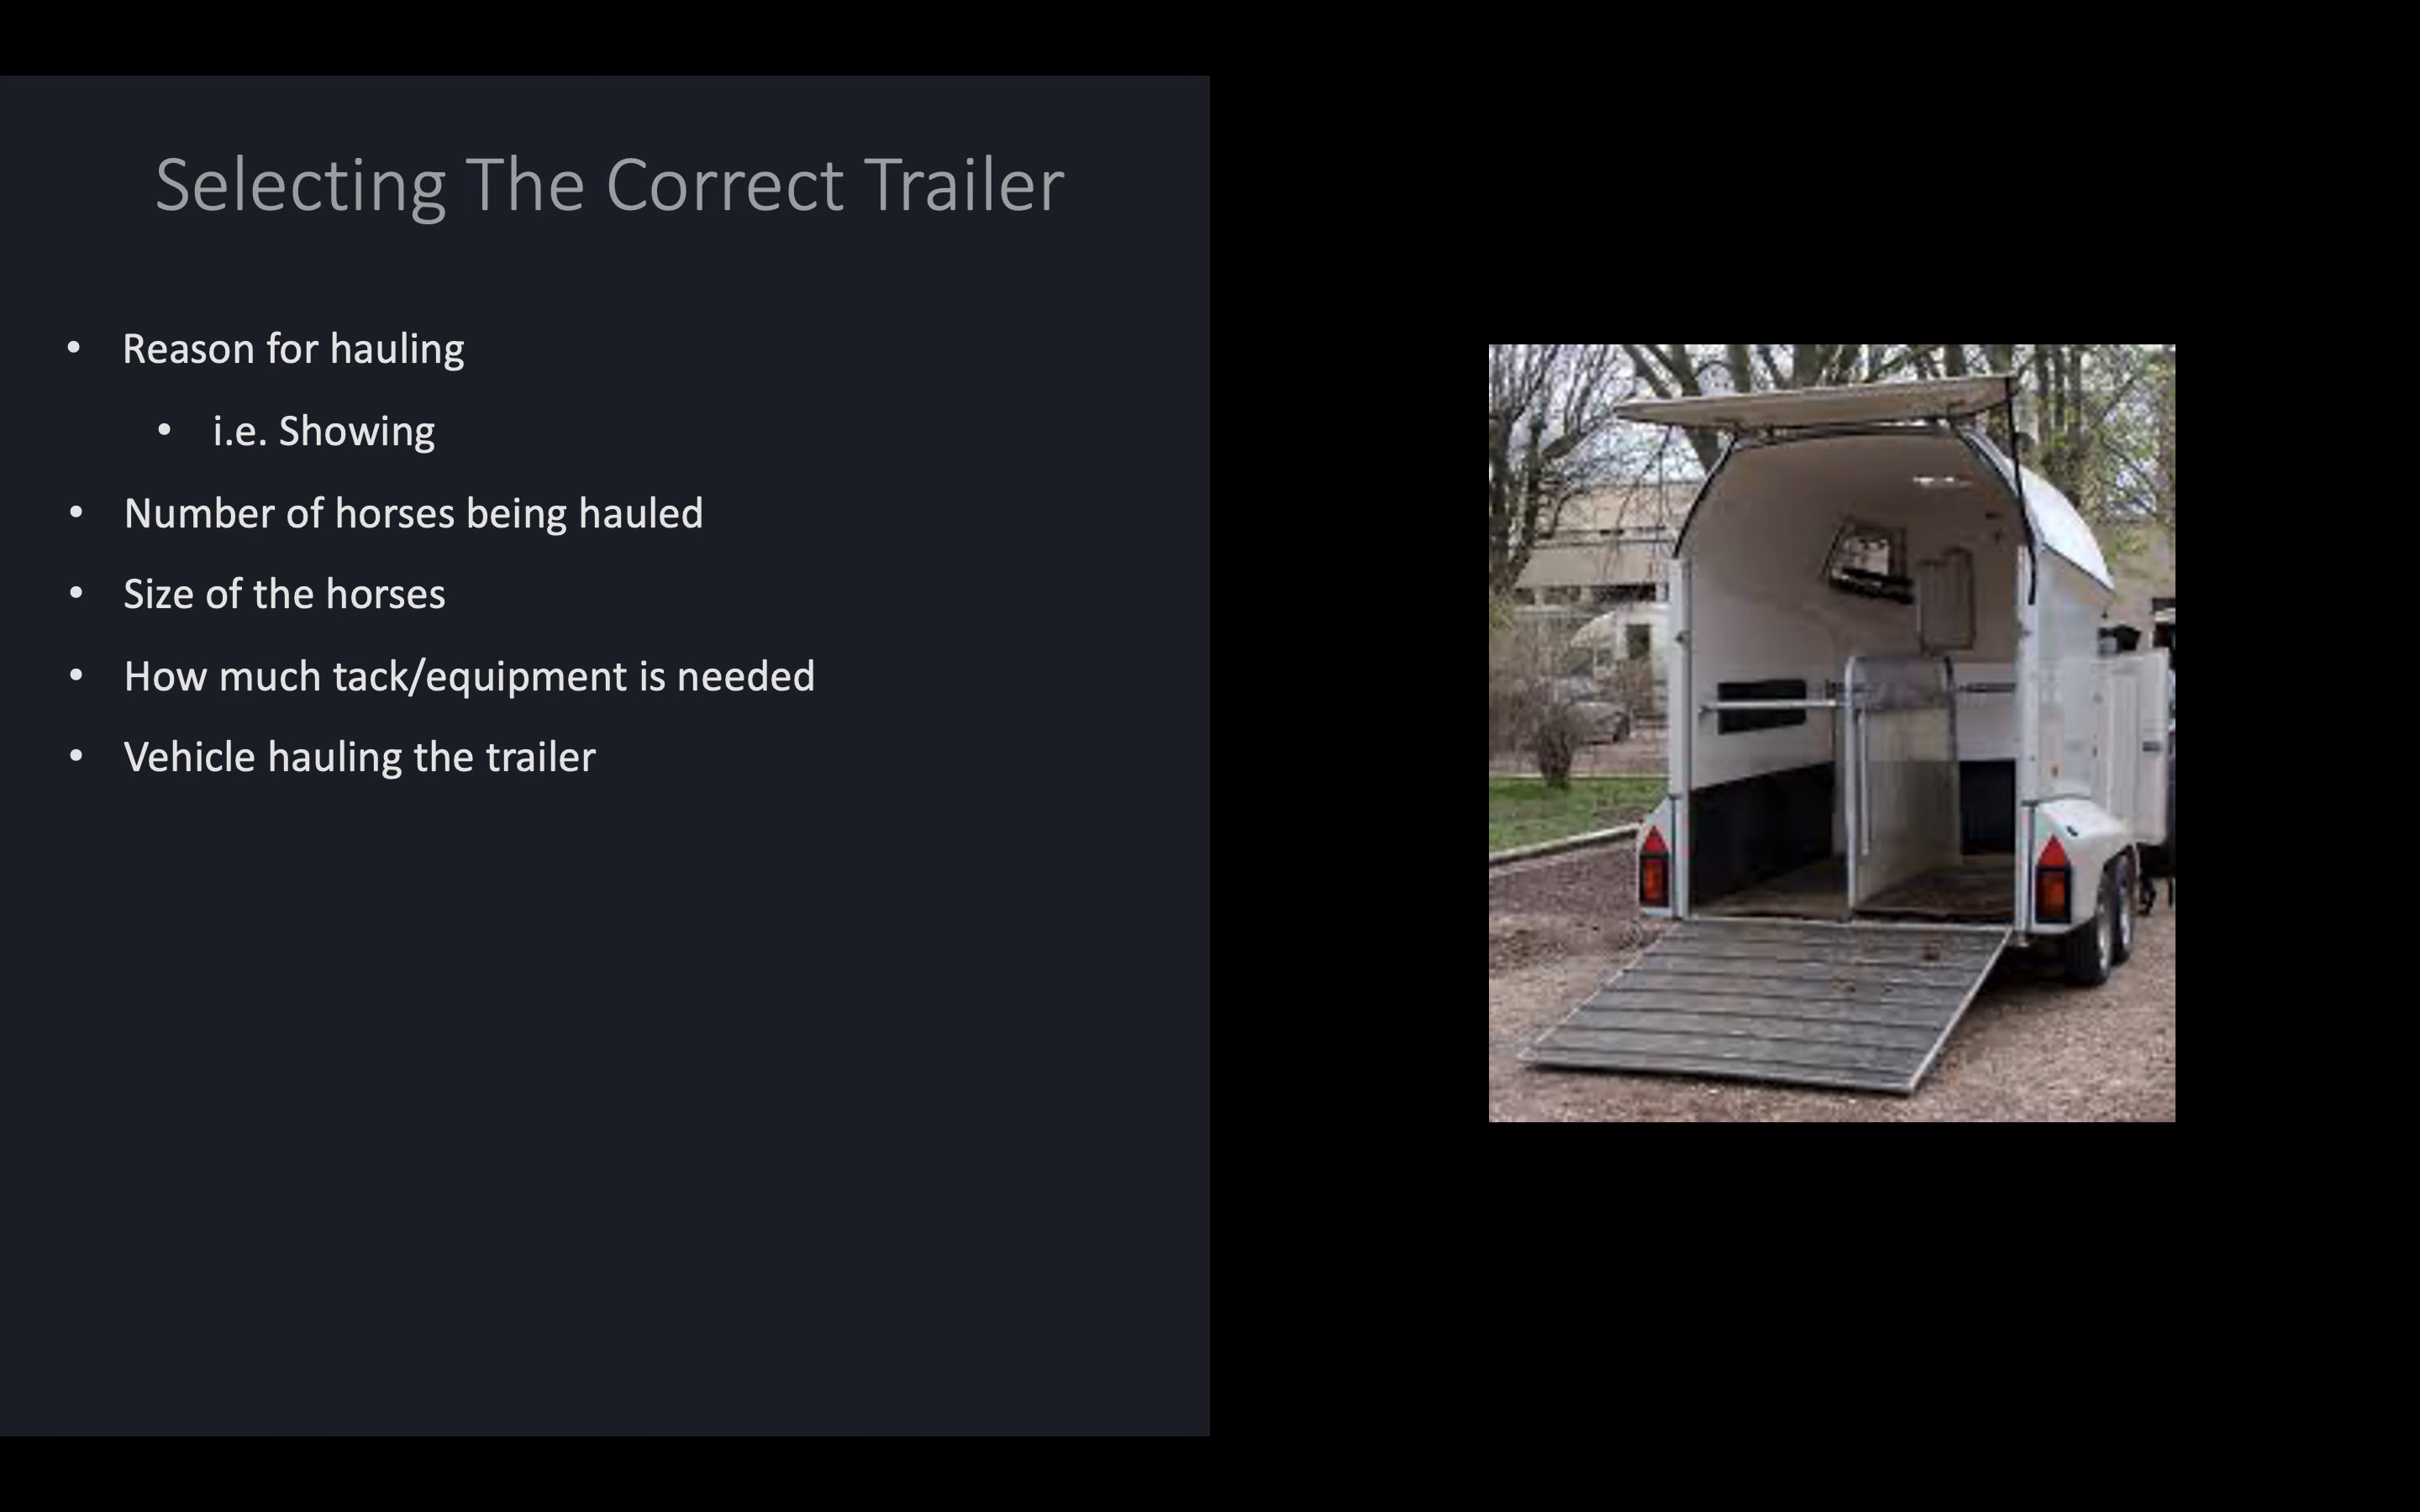 Selecting The Correct Trailer
• Reason for hauling
• i.e. Showing
• Number of horses being hauled
• Size of the horses
• How much tack/equipment is needed
• Vehicle hauling the trailer